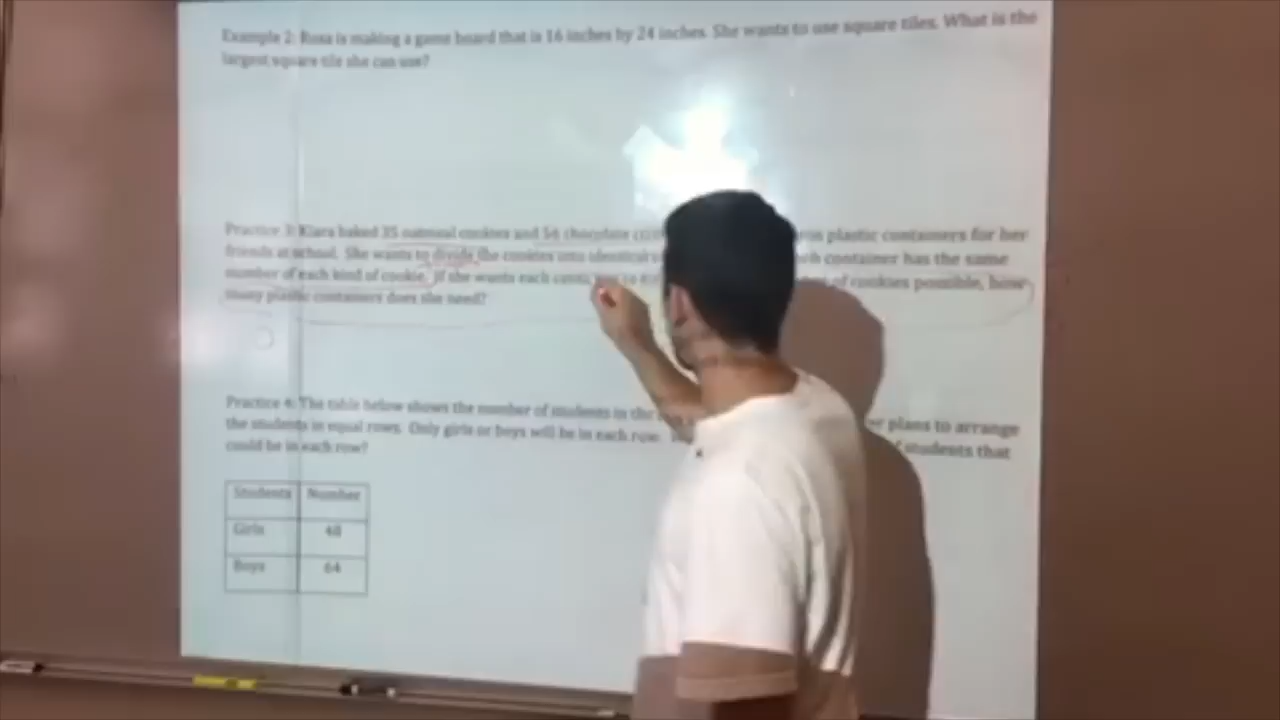 Example 2: Rosa is making a game board that is 16 inches by 24 inches. She wants to use square tiles. What is the
largest square tile she can use?
Practice 3: Kiara baked 35 oatmeal cookies and 56 chocolate in plastic containers for her
friends at school. She wants to divide the cookies into identical container has the same
number of each kind of cookie. If she wants each of cookies possible, how
many plastic containers does she need?
Practice 4: The table below shows the number of students in the plans to arrange
the students in equal rows. Only girls or boys will be in each row. of students that
could be in each row?
Students Number
Girls 48
Boys 64